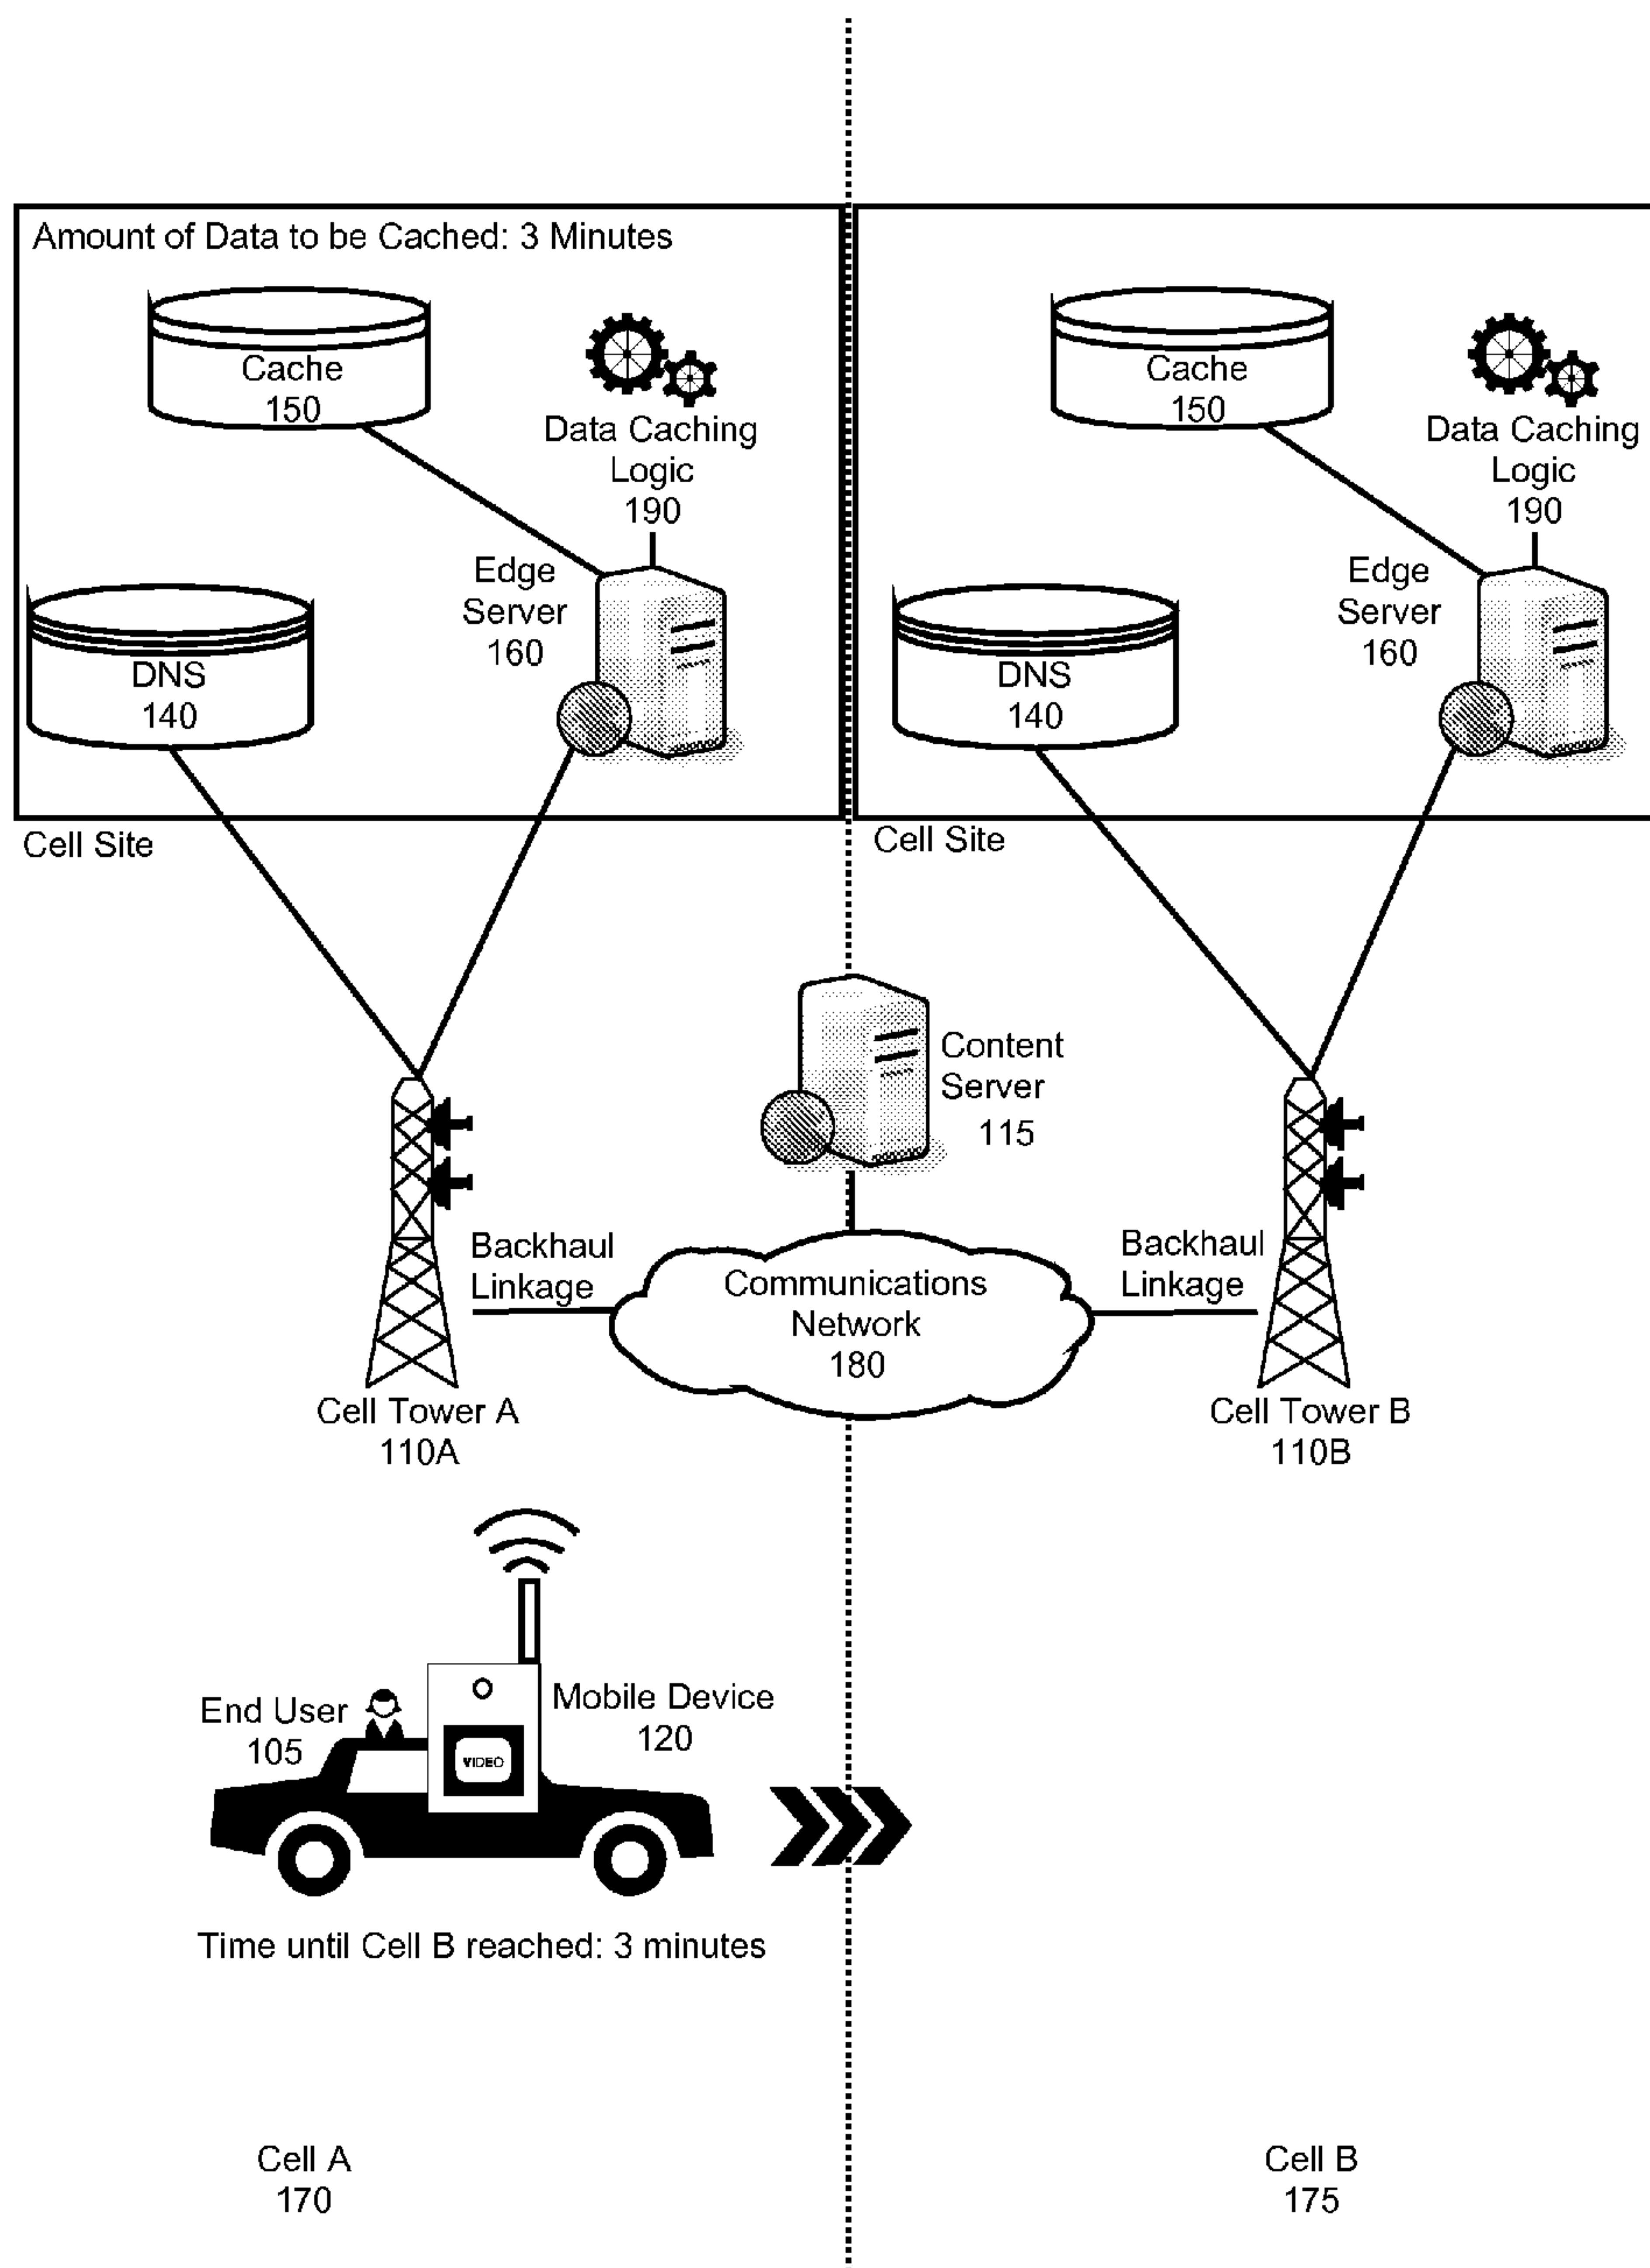 Amount of Data to be Cached: 3 Minutes
Cache
150
Data Caching
Logic
190
Edge
Server
160
DNS
140
Cell Site
Cache
150
Data Caching
Logic
190
Edge
Server
160
DNS
140
Cell Site
Content
Server
115
Backhaul
Linkage
Communications
Network
180
Backhaul
Linkage
Cell Tower A
110A
Cell Tower B
110B
End User
105
Mobile Device
120
VIDEO
Time until Cell B reached: 3 minutes
Cell A
170
Cell B
175